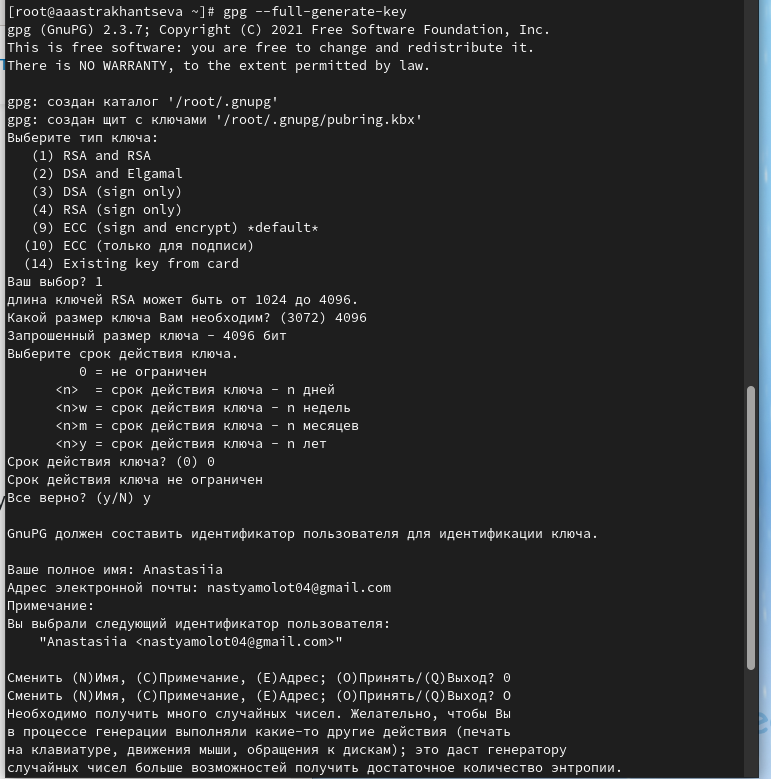 [root@aaastrakhantseva ~]# gpg --full-generate-key
gpg (GnuPG) 2.3.7; Copyright (C) 2021 Free Software Foundation, Inc.
This is free software: you are free to change and redistribute it.
There is NO WARRANTY, to the extent permitted by law.

gpg: создан каталог '/root/.gnupg'
gpg: создан щит с ключами '/root/.gnupg/pubring.kbx'
Выберите тип ключа:
   (1) RSA and RSA
   (2) DSA and Elgamal
   (3) DSA (sign only)
   (4) RSA (sign only)
   (9) ECC (sign and encrypt) *default*
  (10) ECC (только для подписи)
  (14) Existing key from card
Ваш выбор? 1
длина ключей RSA может быть от 1024 до 4096.
Какой размер ключа Вам необходим? (3072) 4096
Запрошенный размер ключа - 4096 бит
Выберите срок действия ключа.
         0 = не ограничен
      <n>  = срок действия ключа - n дней
      <n>w = срок действия ключа - n недель
      <n>m = срок действия ключа - n месяцев
      <n>y = срок действия ключа - n лет
Срок действия ключа? (0) 0
Срок действия ключа не ограничен
Все верно? (y/N) y

GnuPG должен составить идентификатор пользователя для идентификации ключа.

Ваше полное имя: Anastasiia
Адрес электронной почты: nastyamolot04@gmail.com
Примечание:
Вы выбрали следующий идентификатор пользователя:
    "Anastasiia <nastyamolot04@gmail.com>"

Сменить (N)Имя, (C)Примечание, (E)Адрес; (O)Принять/(Q)Выход? 0
Сменить (N)Имя, (C)Примечание, (E)Адрес; (O)Принять/(Q)Выход? O
Необходимо получить много случайных чисел. Желательно, чтобы Вы
в процессе генерации выполняли какие-то другие действия (печать
на клавиатуре, движения мыши, обращения к дискам); это даст генератору
случайных чисел больше возможностей получить достаточное количество энтропии.